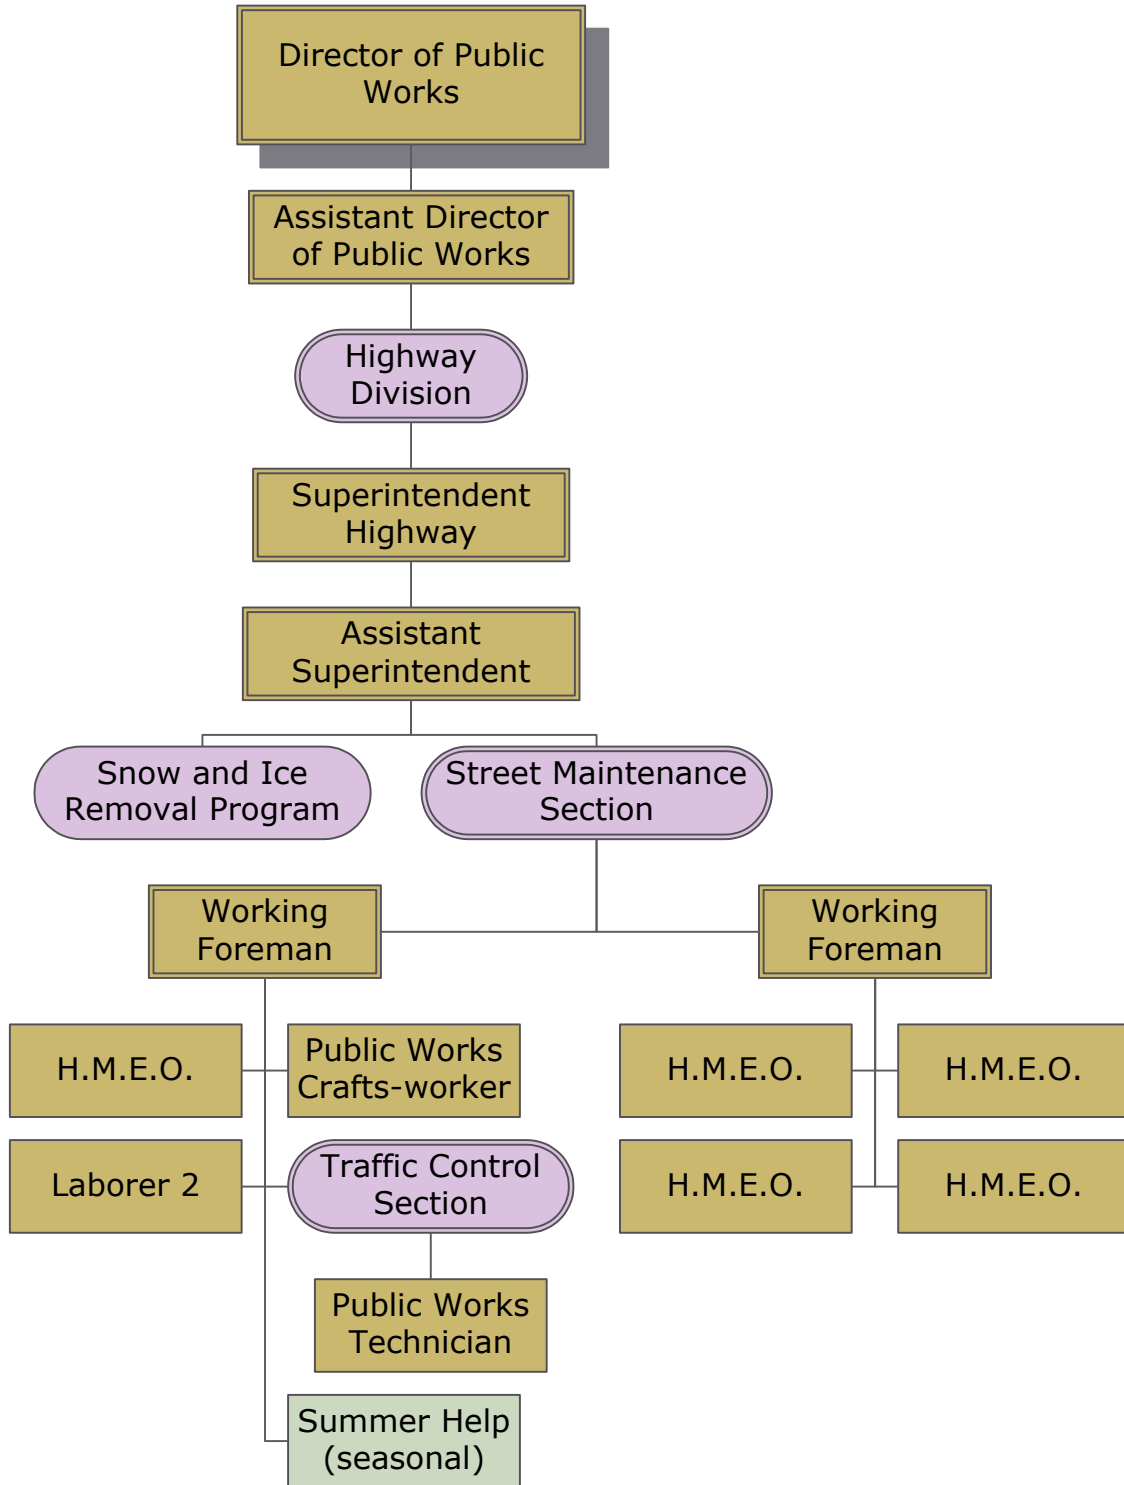 Director of Public
Works
Assistant Director
of Public Works
Highway
Division
Superintendent
Highway
Assistant
Superintendent
Snow and Ice
Removal Program
Street Maintenance
Section
Working
Foreman
Working
Foreman
H.M.E.O.
Public Works
Crafts-worker
H.M.E.O.
H.M.E.O.
Laborer 2
Traffic Control
Section
H.M.E.O.
H.M.E.O.
Public Works
Technician
Summer Help
(seasonal)